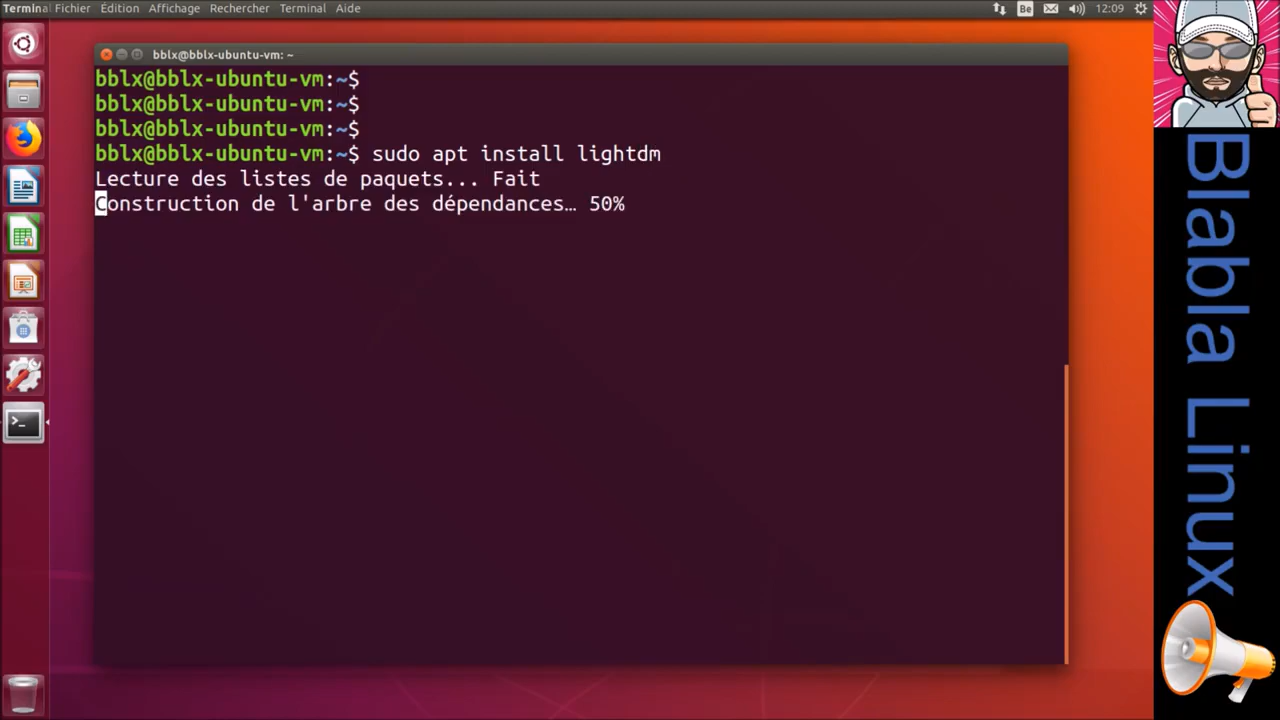 Terminal Fichier Édition Affichage Rechercher Terminal Aide
Be 12:09
bblx@bblx-ubuntu-vm: ~
bblx@bblx-ubuntu-vm:~$
bblx@bblx-ubuntu-vm:~$
bblx@bblx-ubuntu-vm:~$
bblx@bblx-ubuntu-vm:~$ sudo apt install lightdm
Lecture des listes de paquets... Fait
Construction de l'arbre des dépendances… 50%
Blabla Linux